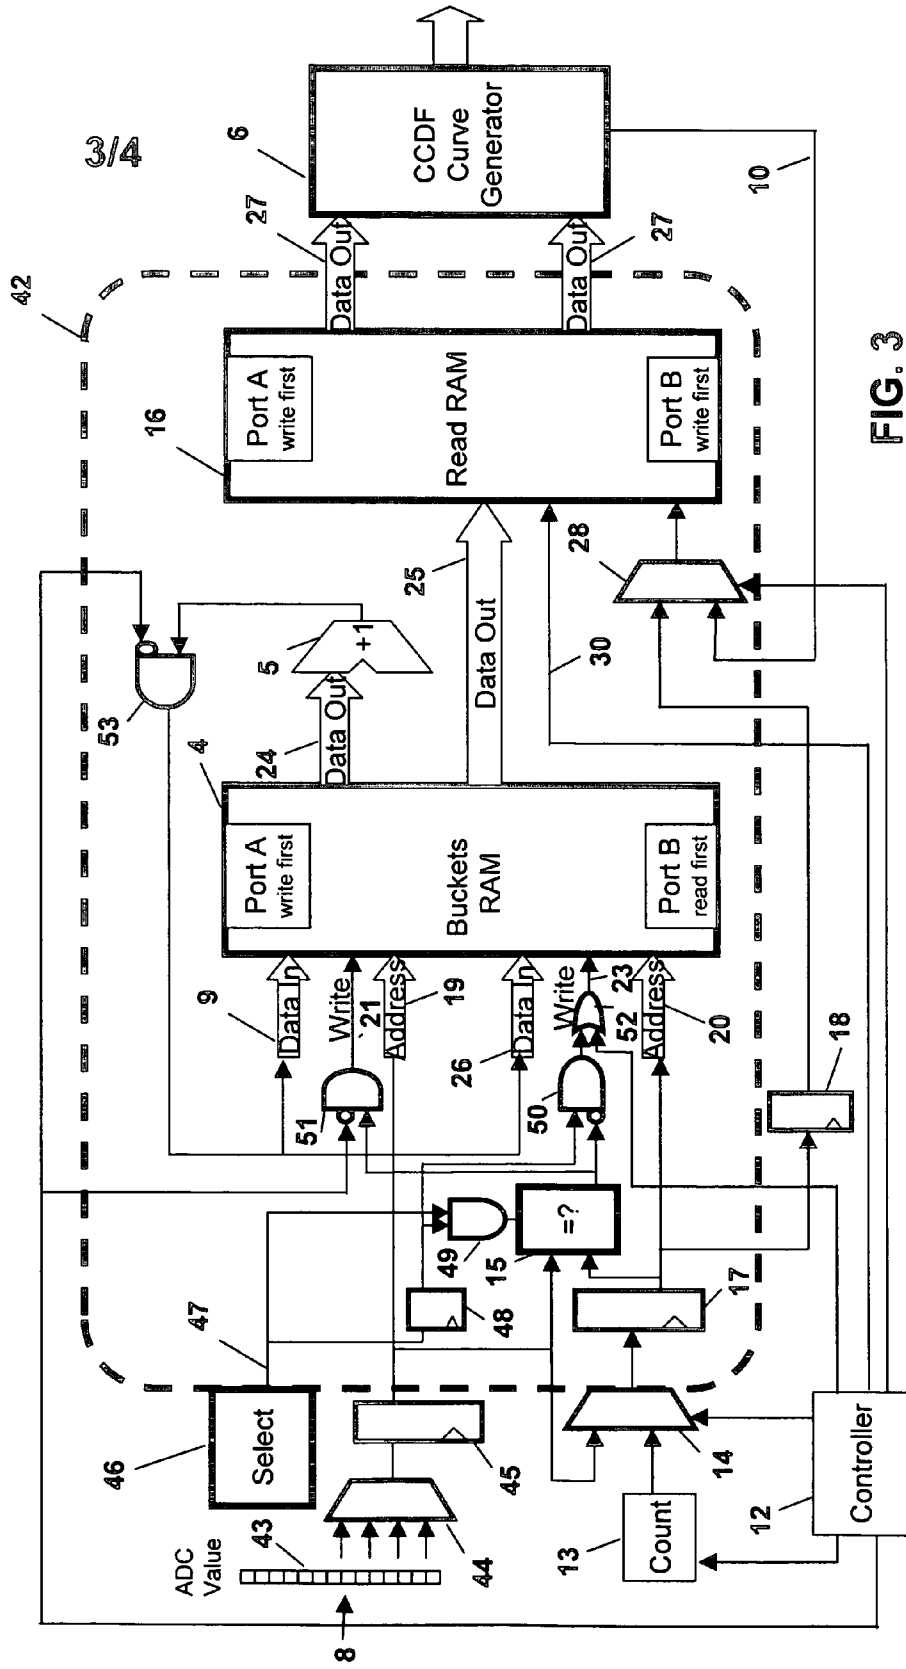 3/4
42
6
CCDF
Curve
Generator
27
Data Out
27
Data Out
10
16
Port A
write first
Read RAM
Port B
write first
28
25
Data Out
30
53
5
+1
24
Data Out
4
Port A
write first
Buckets
RAM
Port B
read first
9
Data In
Write
21
Address
19
26
Data In
Write
23
52
Address
20
51
50
18
49
15
=?
47
48
17
46
Select
45
14
ADC
Value
43
44
8
13
Count
12
Controller
FIG. 3